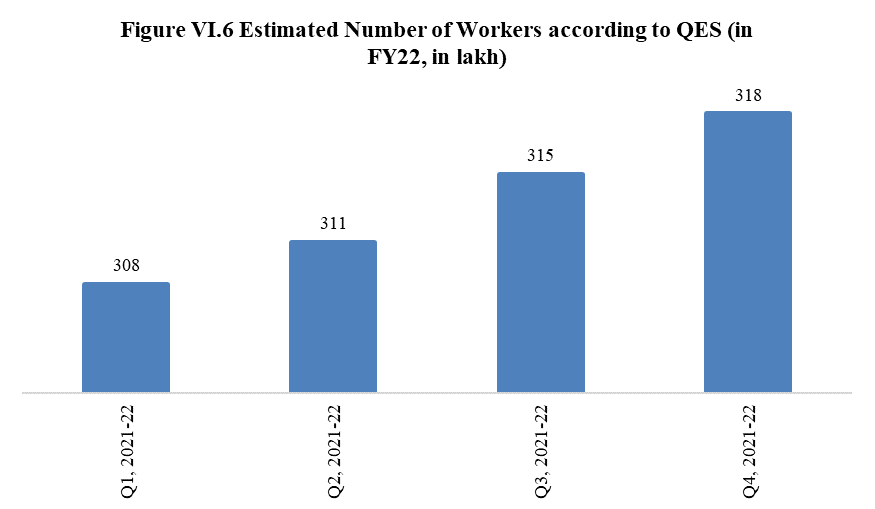 Figure VI.6 Estimated Number of Workers according to QES (in
FY22, in lakh)
308
311
315
318
Q1, 2021-22
Q2, 2021-22
Q3, 2021-22
Q4, 2021-22